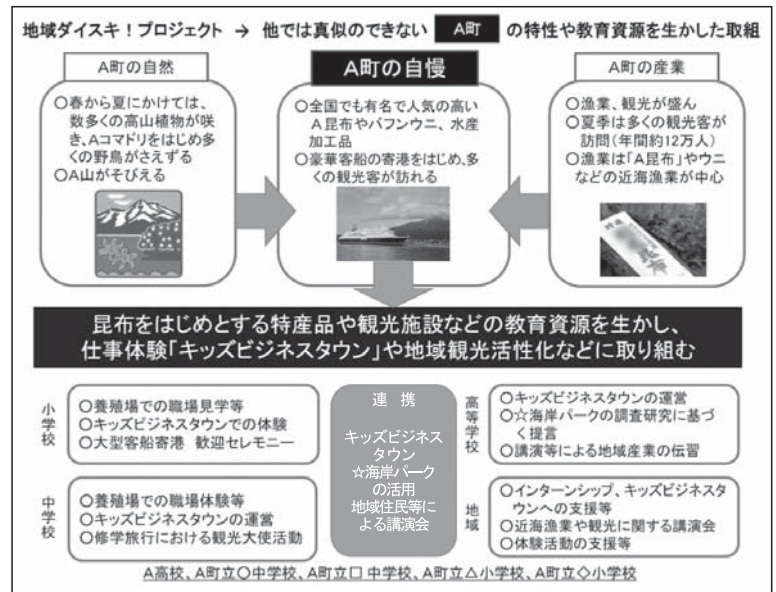 地域ダイスキ！プロジェクト → 他では真似のできない A町 の特性や教育資源を生かした取組
A町の自然
○春から夏にかけては、
数多くの高山植物が咲
き、Aコマドリをはじめ多
くの野鳥がさえずる
○A山がそびえる
A町の自慢
○全国でも有名で人気の高い
A昆布やバフンウニ、水産
加工品
○豪華客船の寄港をはじめ、多
くの観光客が訪れる
A町の産業
○漁業、観光が盛ん
○夏季は多くの観光客が
訪問（年間約12万人）
○漁業は「A昆布」やウニ
などの近海漁業が中心
昆布
昆布をはじめとする特産品や観光施設などの教育資源を生かし、
仕事体験「キッズビジネスタウン」や地域観光活性化などに取り組む
小学校
○養殖場での職場見学等
○キッズビジネスタウンでの体験
○大型客船寄港 歓迎セレモニー
中学校
○養殖場での職場体験等
○キッズビジネスタウンの運営
○修学旅行における観光大使活動
連 携
キッズビジネス
タウン
☆海岸パーク
の活用
地域住民等に
よる講演会
高等学校
○キッズビジネスタウンの運営
○☆海岸パークの調査研究に基づ
く提言
○講演等による地域産業の伝習
地域
○インターンシップ、キッズビジネスタ
ウンへの支援等
○近海漁業や観光に関する講演会
○体験活動の支援等
A高校、A町立○中学校、A町立□中学校、A町立△小学校、A町立◇小学校